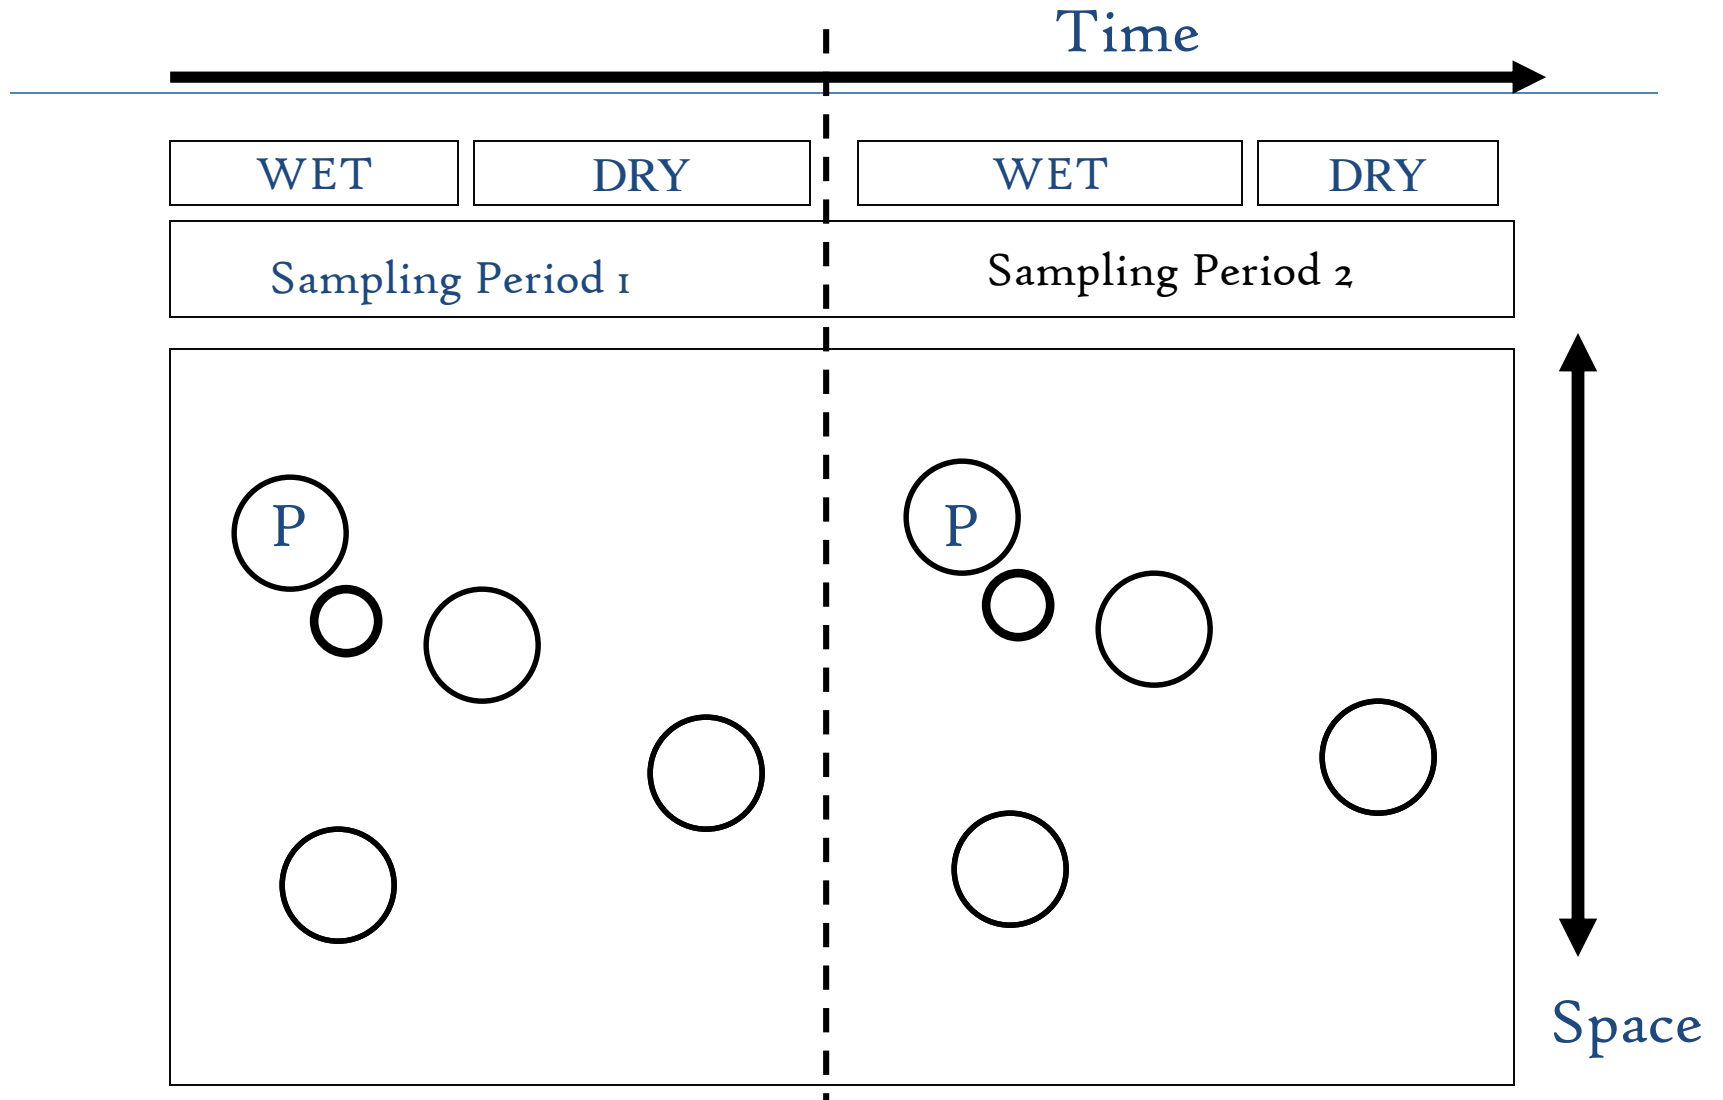 Time
WET
DRY
WET
DRY
Sampling Period 1
Sampling Period 2
P
P
Space